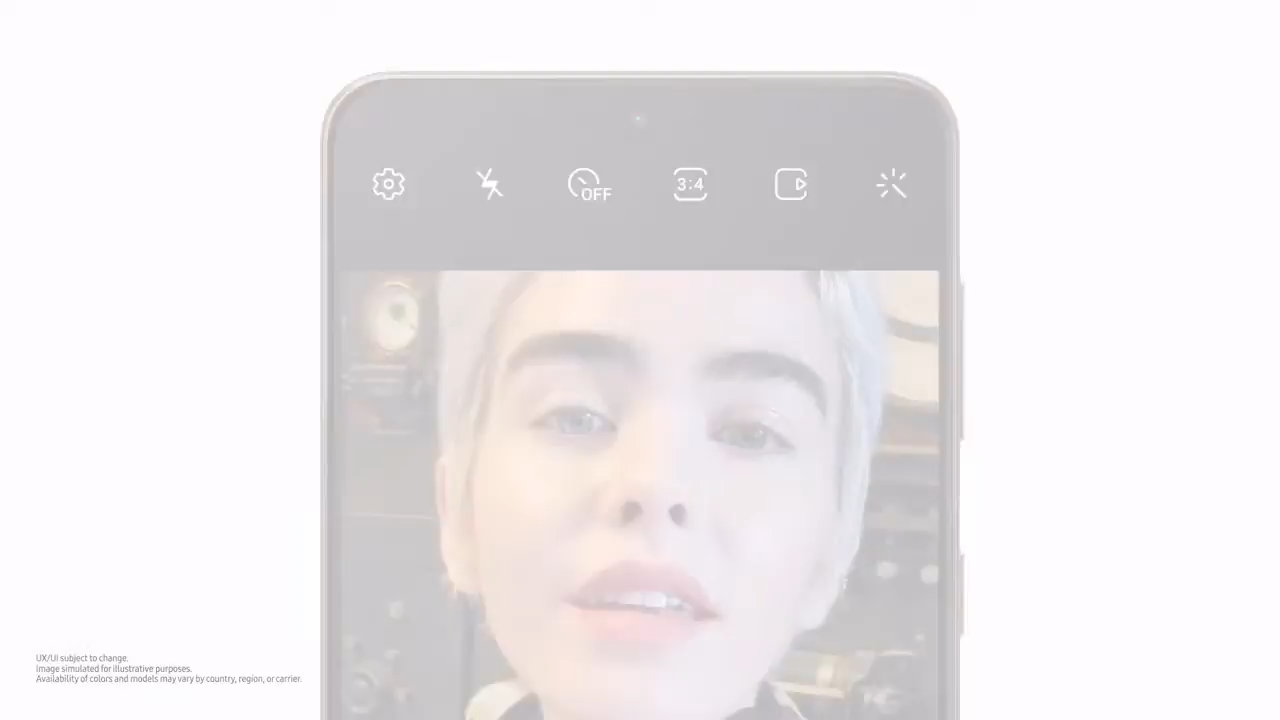 OFF
3:4
UX/UI subject to change.
Image simulated for illustrative purposes.
Availability of colors and models may vary by country, region, or carrier.